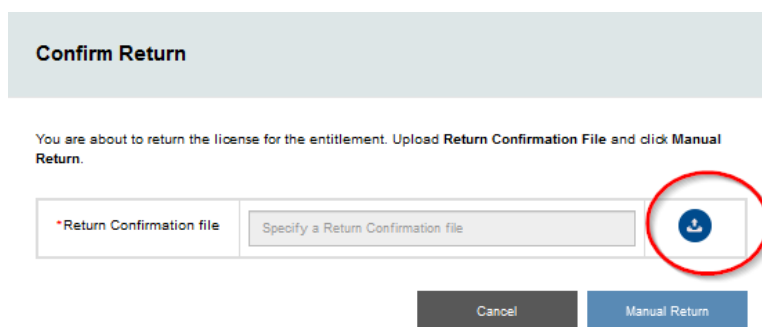 Confirm Return
You are about to return the license for the entitlement. Upload Return Confirmation File and click Manual
Return.
*Return Confirmation file
Specify a Return Confirmation file
Cancel
Manual Return